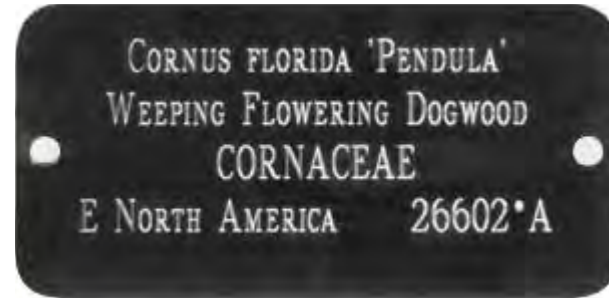 Cornus florida 'Pendula'
Weeping Flowering Dogwood
CORNACEAE
E North America 26602*A